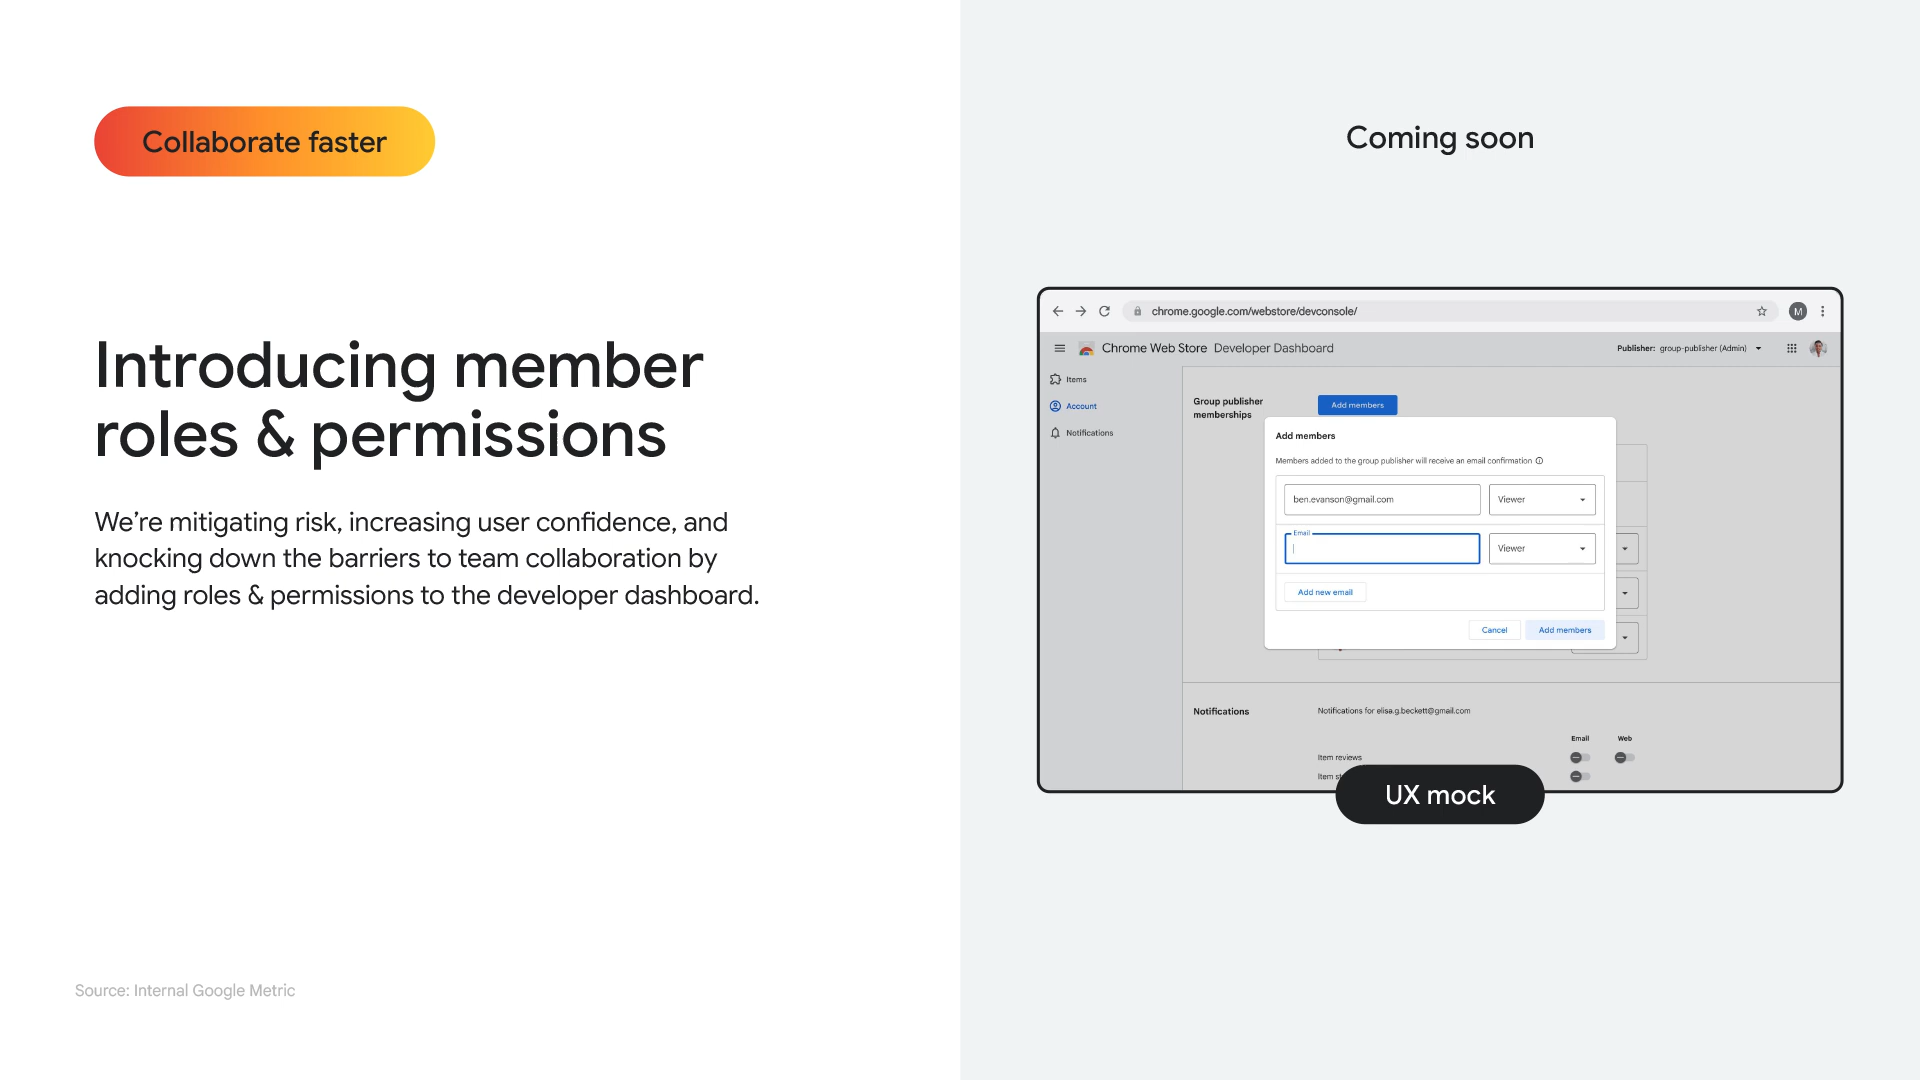 Collaborate faster
Introducing member
roles & permissions
We’re mitigating risk, increasing user confidence, and
knocking down the barriers to team collaboration by
adding roles & permissions to the developer dashboard.
Source: Internal Google Metric
Coming soon
chrome.google.com/webstore/devconsole/
M
Chrome Web Store Developer Dashboard
Publisher: group-publisher (Admin)
Items
Account
Notifications
Group publisher
memberships
Add members
Add members
Members added to the group publisher will receive an email confirmation
ben.evanson@gmail.com
Viewer
Email
Viewer
Add new email
Cancel
Add members
Notifications
Notifications for elisa.g.beckett@gmail.com
Email Web
Item reviews
Item
UX mock